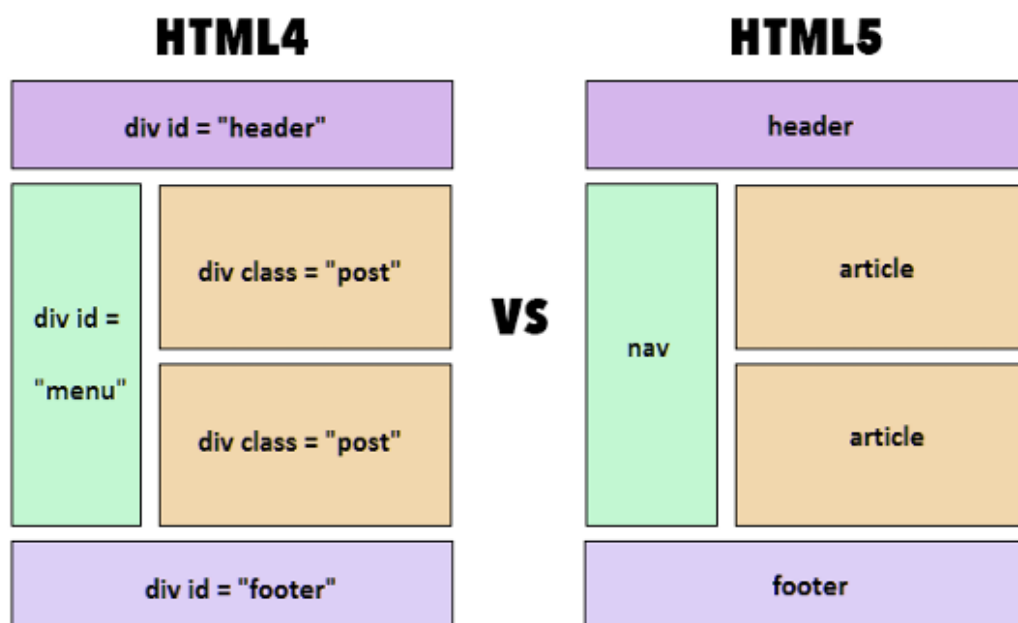 HTML4
div id = "header"
div id =
"menu"
div class = "post"
div class = "post"
div id = "footer"
VS
HTML5
header
nav
article
article
footer